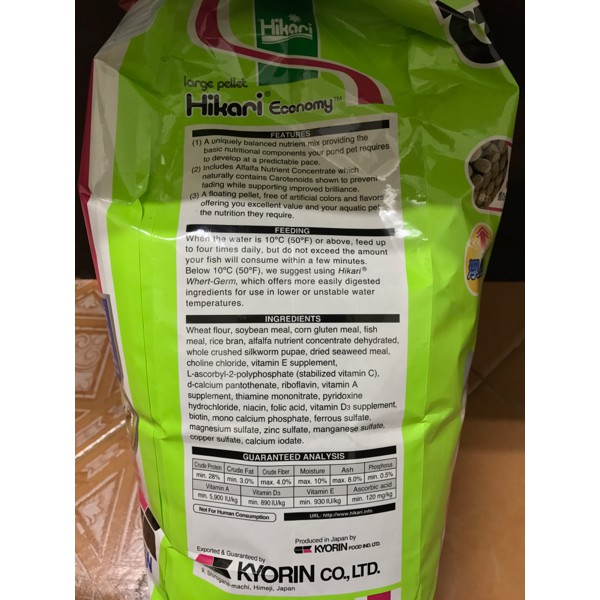 Hikari
large pellet
Hikari® Economy™
FEATURES
(1) A uniquely balanced nutrient mix providing the
basic nutritional components your pond pet requires
to develop at a predictable pace.
(2) Includes Alfalfa Nutrient Concentrate which
naturally contains Carotenoids shown to prevent
fading while supporting improved brilliance.
(3) A floating pellet, free of artificial colors and flavors
offering you excellent value and your aquatic pet
the nutrition they require.
FEEDING
When the water is 10°C (50°F) or above, feed up
to four times daily, but do not exceed the amount
your fish will consume within a few minutes.
Below 10°C (50°F), we suggest using Hikari®
Whert-Germ, which offers more easily digested
ingredients for use in lower or unstable water
temperatures.
INGREDIENTS
Wheat flour, soybean meal, corn gluten meal, fish
meal, rice bran, alfalfa nutrient concentrate dehydrated,
whole crushed silkworm pupae, dried seaweed meal,
choline chloride, vitamin E supplement,
L-ascorbyl-2-polyphosphate (stabilized vitamin C),
d-calcium pantothenate, riboflavin, vitamin A
supplement, thiamine mononitrate, pyridoxine
hydrochloride, niacin, folic acid, vitamin D3 supplement,
biotin, mono calcium phosphate, ferrous sulfate,
magnesium sulfate, zinc sulfate, manganese sulfate,
copper sulfate, calcium iodate.
GUARANTEED ANALYSIS
Crude Protein Crude Fat Crude Fiber Moisture Ash Phosphorus
min. 28% min. 3.0% max. 4.0% max. 10% max. 8.0% min. 0.5%
Vitamin A Vitamin D3 Vitamin E Ascorbic acid
min. 5,900 IU/kg min. 890 IU/kg min. 930 IU/kg min. 120 mg/kg
Not For Human Consumption URL: http://www.hikari.info
Produced in Japan by
KYORIN FOOD IND. LTD.
Exported & Guaranteed by
KYORIN CO., LTD.
machi, Himeji, Japan